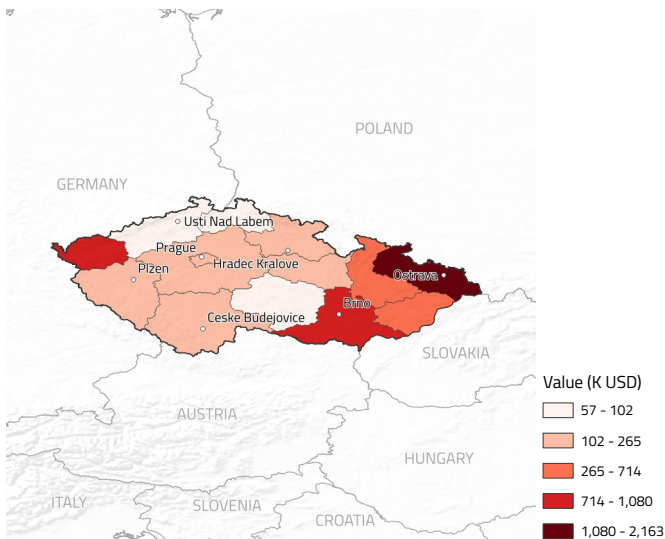 POLAND
GERMANY
Usti Nad Labem
Prague
Hradec Kralove
Plzen
Ostrava
Brno
Ceske Budejovice
SLOVAKIA
Value (K USD)
57 - 102
102 - 265
265 - 714
714 - 1,080
1,080 - 2,163
AUSTRIA
HUNGARY
ITALY
SLOVENIA
CROATIA